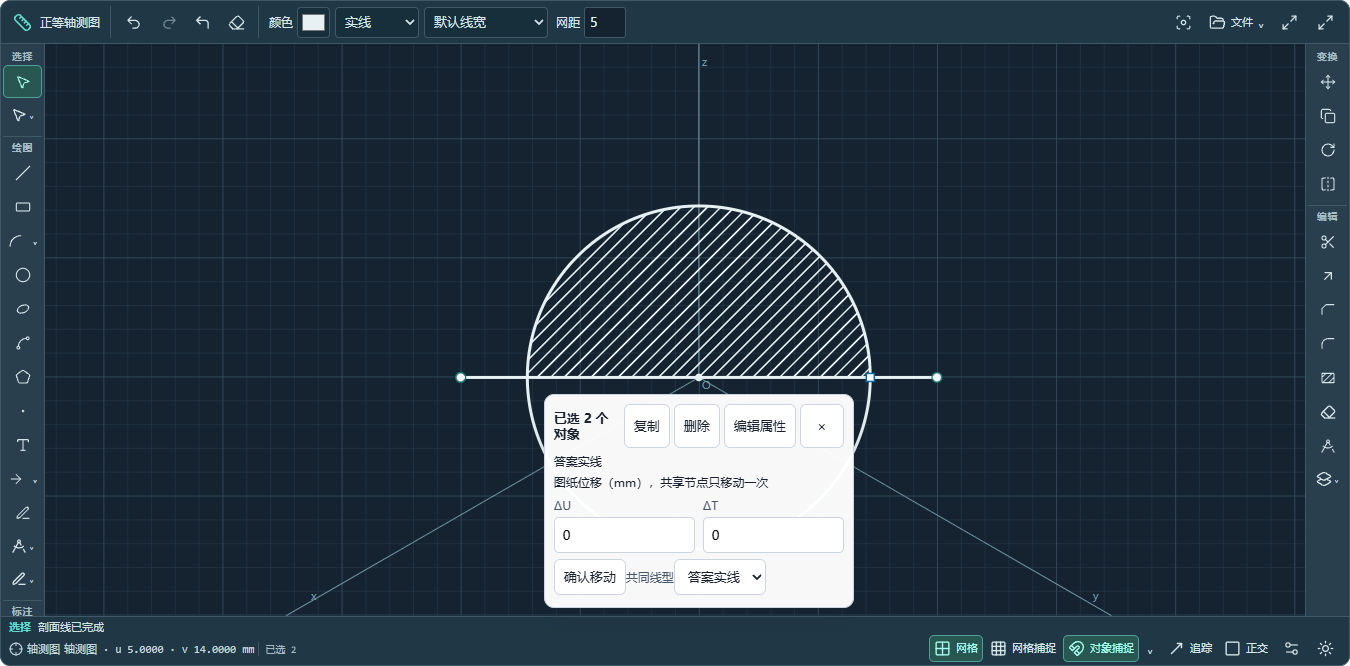 正等轴测图 颜色 实线 默认线宽 网距 5 文件
选择
绘图
标注
变换
编辑
z
O
x
y
已选 2 个
对象
复制 删除 编辑属性 ×
答案实线
图纸位移（mm），共享节点只移动一次
ΔU ΔT
0 0
确认移动 共同线型 答案实线
选择 剖面线已完成
轴测图 轴测图 · u 5.0000 · v 14.0000 mm 已选 2
网格 网格捕捉 对象捕捉 追踪 正交